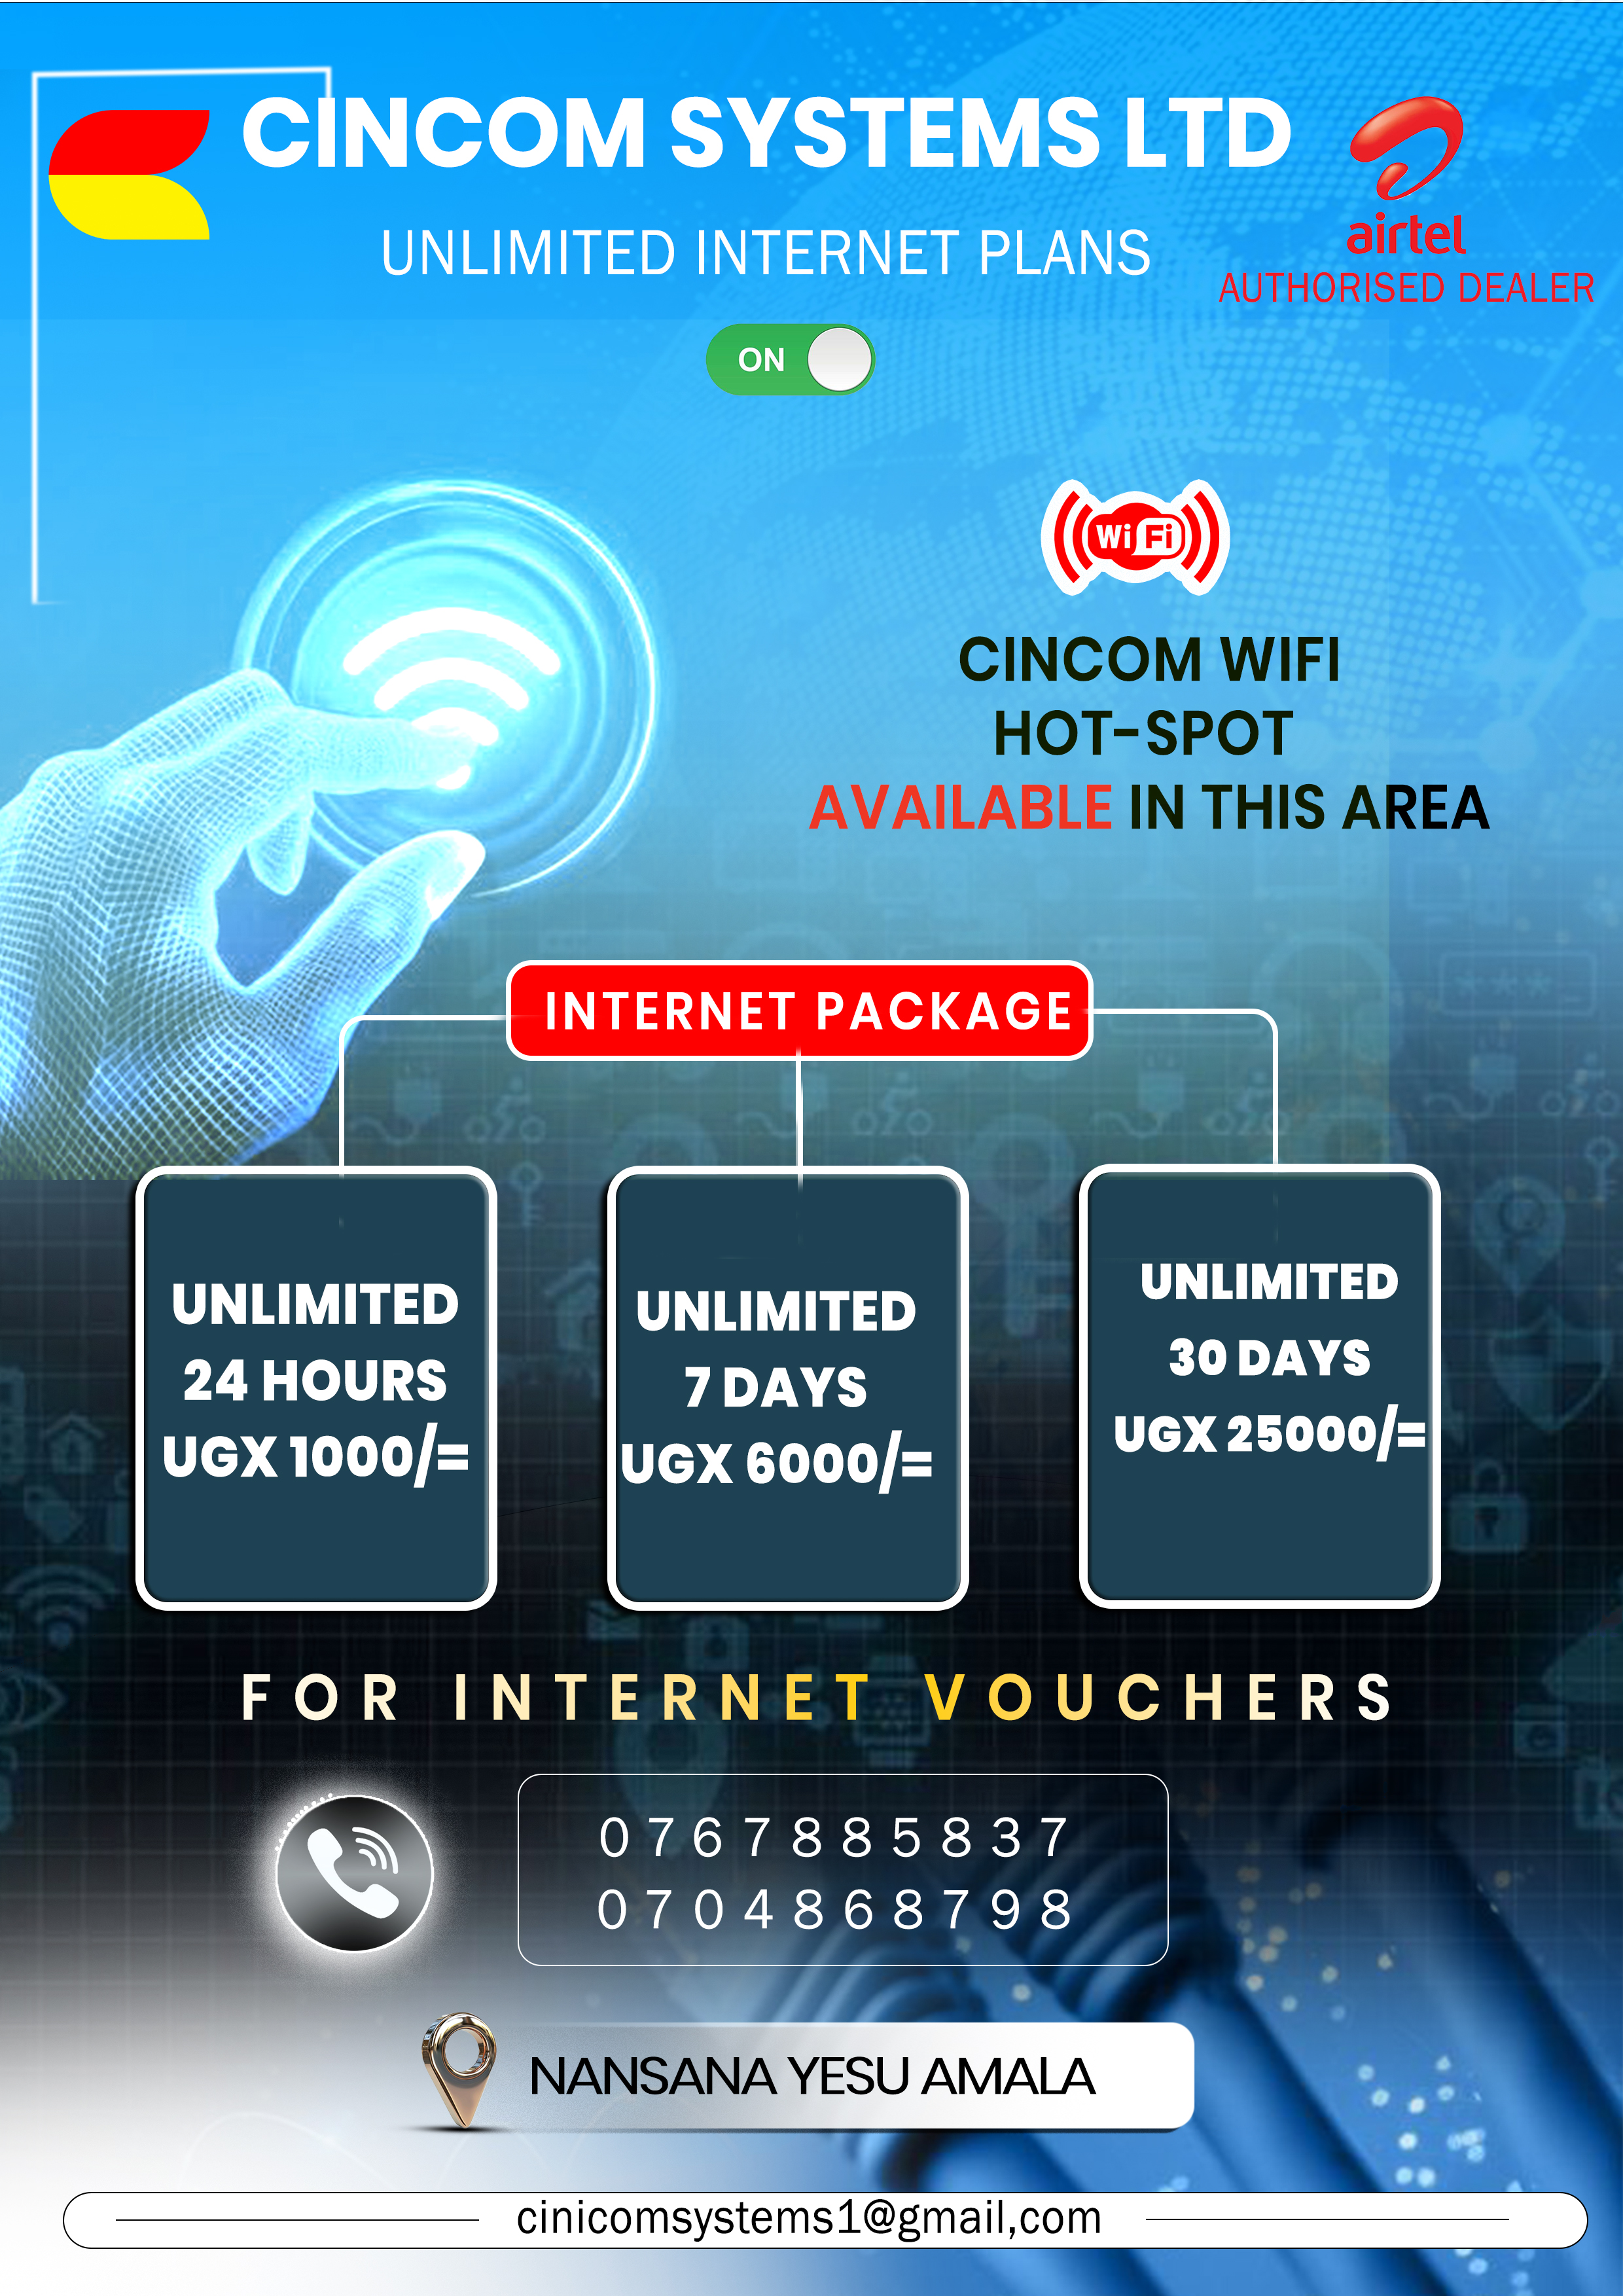 CINCOM SYSTEMS LTD
airtel
UNLIMITED INTERNET PLANS
AUTHORISED DEALER
ON
WiFi
CINCOM WIFI
HOT-SPOT
AVAILABLE IN THIS AREA
INTERNET PACKAGE
UNLIMITED
24 HOURS
UGX 1000/=
UNLIMITED
7 DAYS
UGX 6000/=
UNLIMITED
30 DAYS
UGX 25000/=
FOR INTERNET VOUCHERS
0767885837
0704868798
NANSANA YESU AMALA
cinicomsystems1@gmail,com